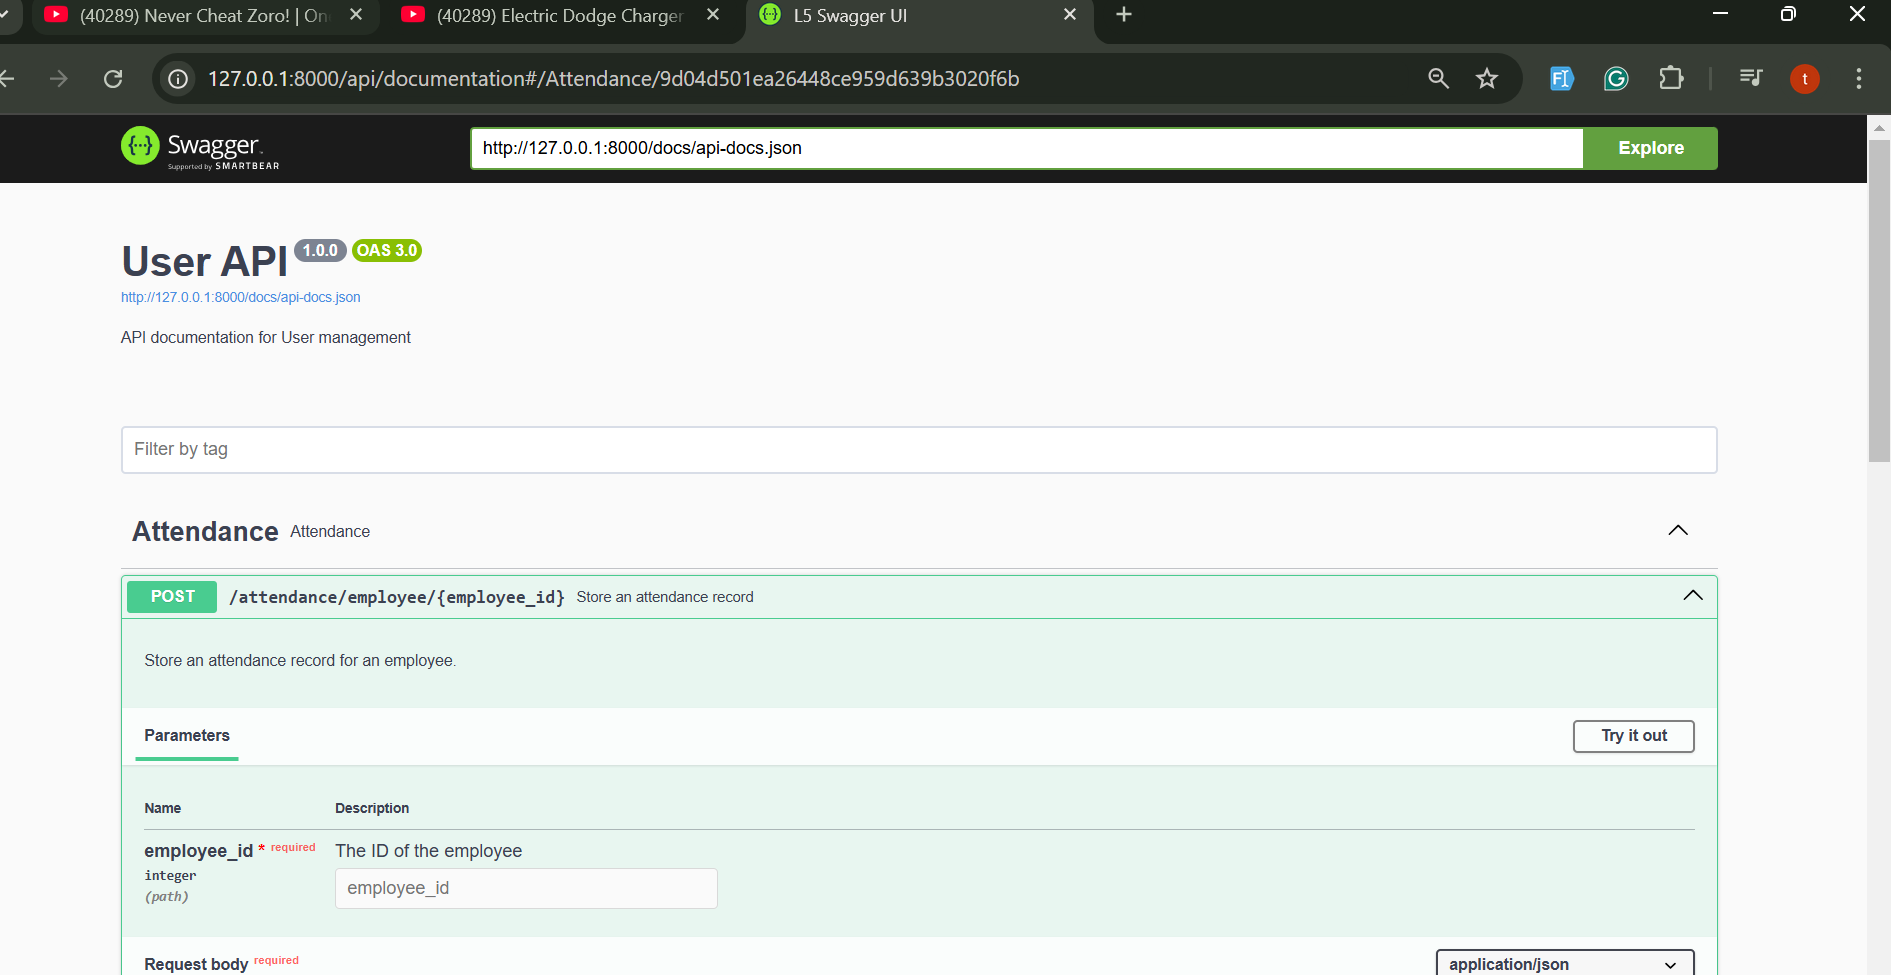 (40289) Never Cheat Zoro! | On
(40289) Electric Dodge Charger
L5 Swagger UI
127.0.0.1:8000/api/documentation#/Attendance/9d04d501ea26448ce959d639b3020f6b
t
Swagger
Supported by SMARTBEAR
http://127.0.0.1:8000/docs/api-docs.json
Explore
User API 1.0.0 OAS 3.0
http://127.0.0.1:8000/docs/api-docs.json
API documentation for User management
Filter by tag
Attendance Attendance
POST /attendance/employee/{employee_id} Store an attendance record
Store an attendance record for an employee.
Parameters
Try it out
Name Description
employee_id * required The ID of the employee
integer
(path)
employee_id
Request body required
application/json